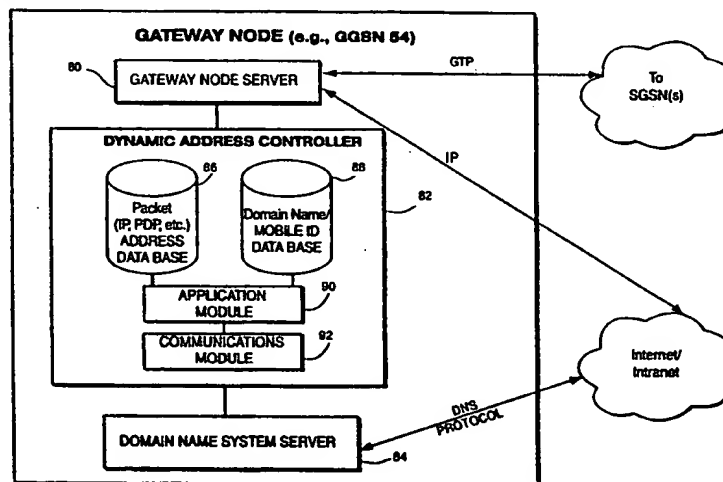 GATEWAY NODE (e.g., GGSN 54)
80
GATEWAY NODE SERVER
GTP
To
SGSN(s)
DYNAMIC ADDRESS CONTROLLER
IP
86
88
82
Packet
(IP, PDP, etc.)
ADDRESS
DATA BASE
Domain Name/
MOBILE ID
DATA BASE
APPLICATION
MODULE
90
COMMUNICATIONS
MODULE
92
Internet/
Intranet
DNS
PROTOCOL
DOMAIN NAME SYSTEM SERVER
84